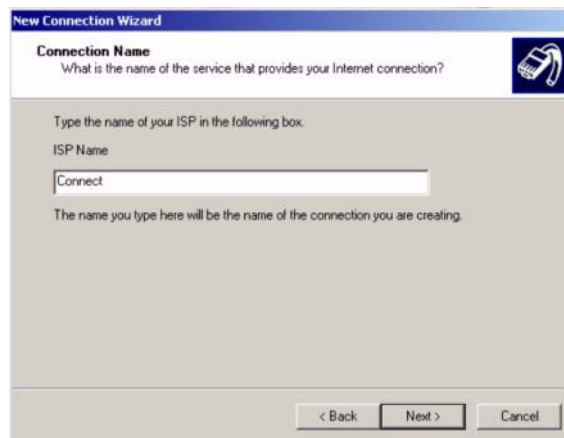 New Connection Wizard
Connection Name
What is the name of the service that provides your Internet connection?
Type the name of your ISP in the following box.
ISP Name
Connect
The name you type here will be the name of the connection you are creating.
< Back
Next >
Cancel